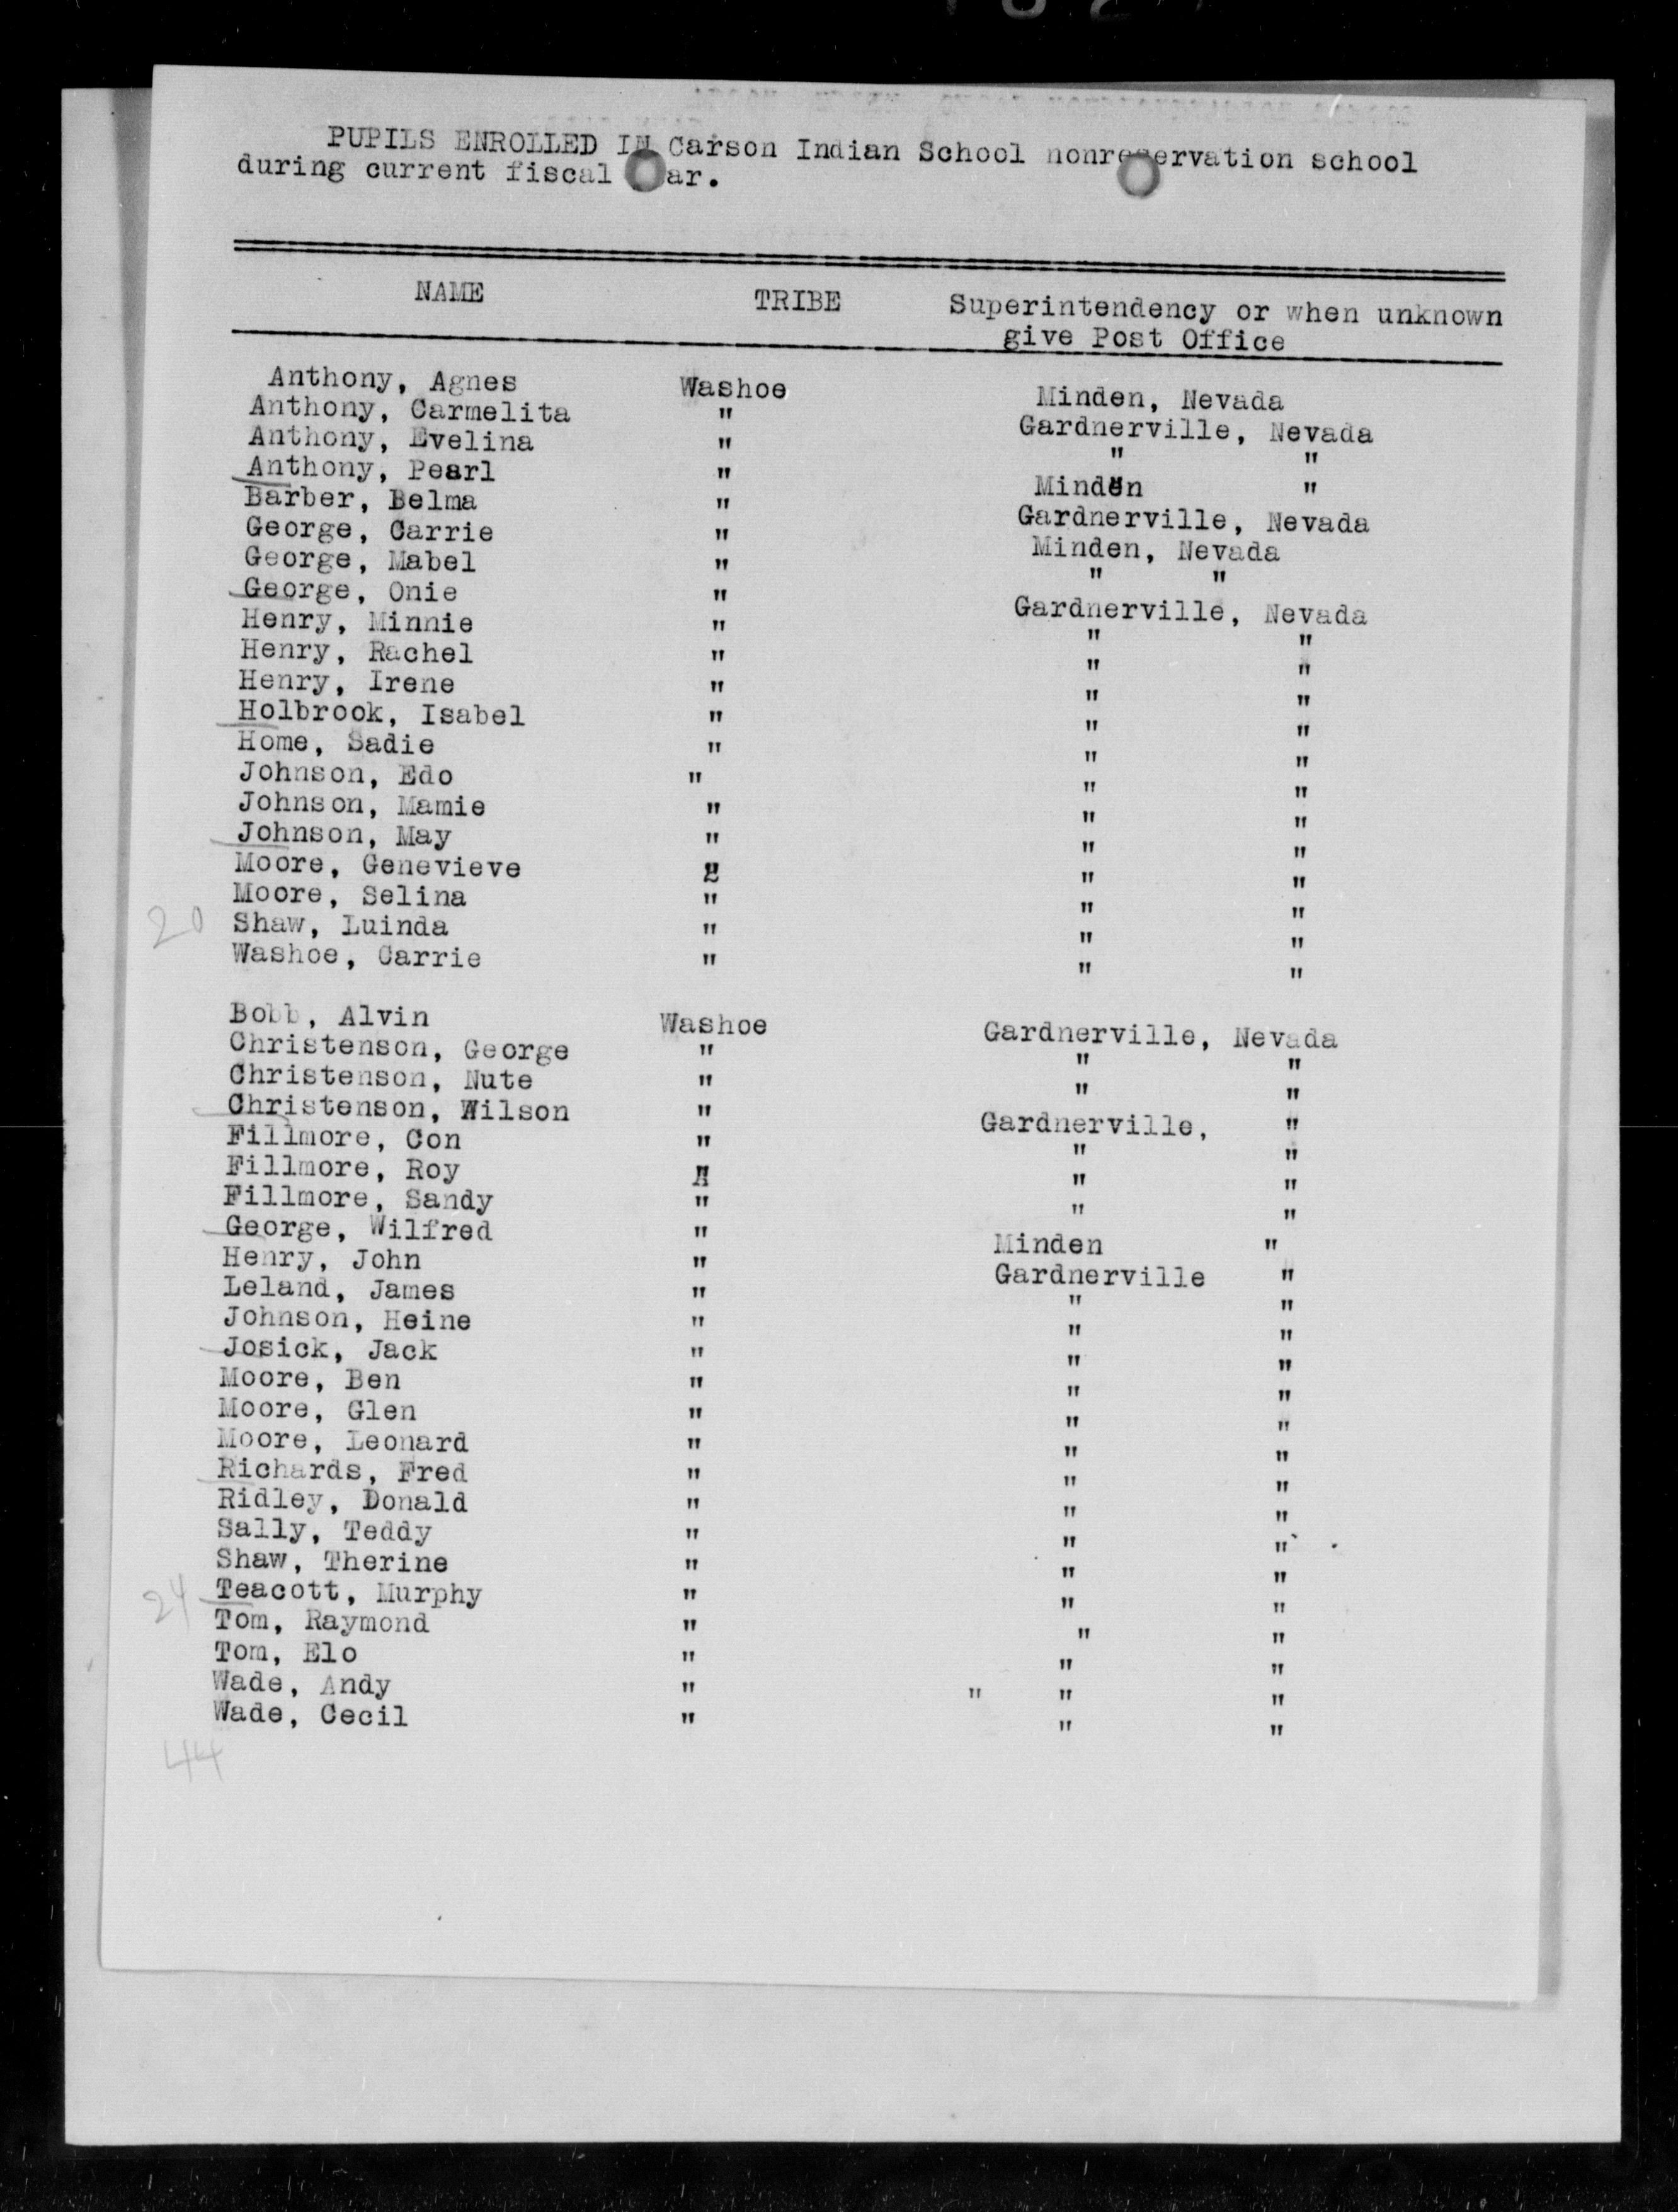 PUPILS ENROLLED IN Carson Indian School nonreservation school
during current fiscal year.
NAME TRIBE Superintendency or when unknown
give Post Office
Anthony, Agnes Washoe Minden, Nevada
Anthony, Carmelita " Gardnerville, Nevada
Anthony, Evelina " " "
Anthony, Pearl " Minden "
Barber, Belma " Gardnerville, Nevada
George, Carrie " Minden, Nevada
George, Mabel " " "
George, Onie " Gardnerville, Nevada
Henry, Minnie " " "
Henry, Rachel " " "
Henry, Irene " " "
Holbrook, Isabel " " "
Home, Sadie " " "
Johnson, Edo " " "
Johnson, Mamie " " "
Johnson, May " " "
Moore, Genevieve " " "
Moore, Selina " " "
20 Shaw, Luinda " " "
Washoe, Carrie " " "
Bobb, Alvin Washoe Gardnerville, Nevada
Christenson, George " " "
Christenson, Nute " " "
Christenson, Wilson " Gardnerville, "
Fillmore, Con " " "
Fillmore, Roy " " "
Fillmore, Sandy " " "
George, Wilfred " Minden "
Henry, John " Gardnerville "
Leland, James " " "
Johnson, Heine " " "
Josick, Jack " " "
Moore, Ben " " "
Moore, Glen " " "
Moore, Leonard " " "
Richards, Fred " " "
Ridley, Donald " " "
Sally, Teddy " " "
Shaw, Therine " " "
24 Teacott, Murphy " " "
Tom, Raymond " " "
Tom, Elo " " "
Wade, Andy " " " "
Wade, Cecil " " "
44